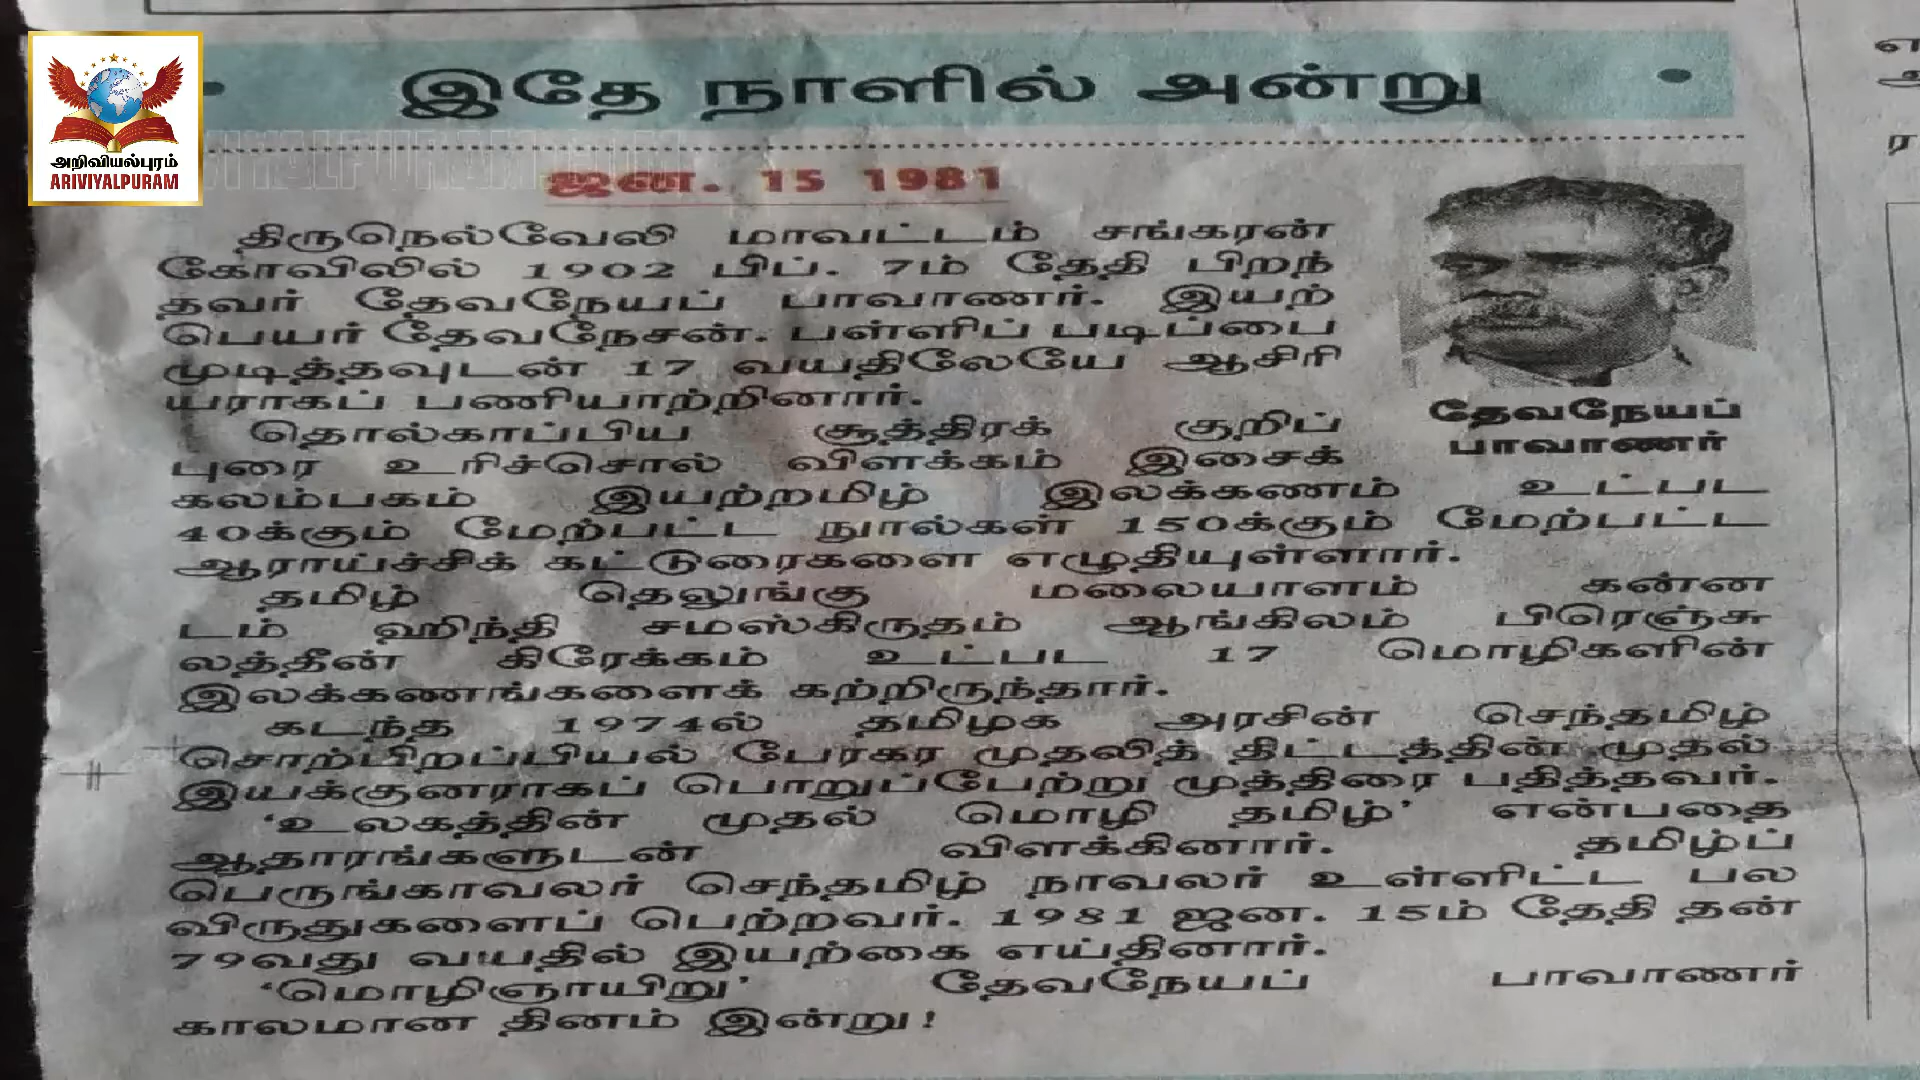 இதே நாளில் அன்று
அறிவியல்புரம்
ARIVIYALPURAM
ஜன. 15 1981
திருநெல்வேலி மாவட்டம் சங்கரன்
கோவிலில் 1902 பிப். 7ம் தேதி பிறந்
தவர் தேவநேயப் பாவாணர். இயற்
பெயர் தேவநேசன். பள்ளிப் படிப்பை
முடித்தவுடன் 17 வயதிலேயே ஆசிரி
யராகப் பணியாற்றினார்.
தேவநேயப்
பாவாணர்
தொல்காப்பிய சூத்திரக் குறிப்
புரை உரிச்சொல் விளக்கம் இசைக்
கலம்பகம் இயற்றமிழ் இலக்கணம் உட்பட
40க்கும் மேற்பட்ட நூல்கள் 150க்கும் மேற்பட்ட
ஆராய்ச்சிக் கட்டுரைகளை எழுதியுள்ளார்.
தமிழ் தெலுங்கு மலையாளம் கன்ன
டம் ஹிந்தி சமஸ்கிருதம் ஆங்கிலம் பிரெஞ்சு
லத்தீன் கிரேக்கம் உட்பட 17 மொழிகளின்
இலக்கணங்களைக் கற்றிருந்தார்.
கடந்த 1974ல் தமிழக அரசின் செந்தமிழ்
சொற்பிறப்பியல் பேரகர முதலித் திட்டத்தின் முதல்
இயக்குனராகப் பொறுப்பேற்று முத்திரை பதித்தவர்.
'உலகத்தின் முதல் மொழி தமிழ்' என்பதை
ஆதாரங்களுடன் விளக்கினார். தமிழ்ப்
பெருங்காவலர் செந்தமிழ் நாவலர் உள்ளிட்ட பல
விருதுகளைப் பெற்றவர். 1981 ஜன. 15ம் தேதி தன்
79வது வயதில் இயற்கை எய்தினார்.
'மொழிஞாயிறு' தேவநேயப் பாவாணர்
காலமான தினம் இன்று!